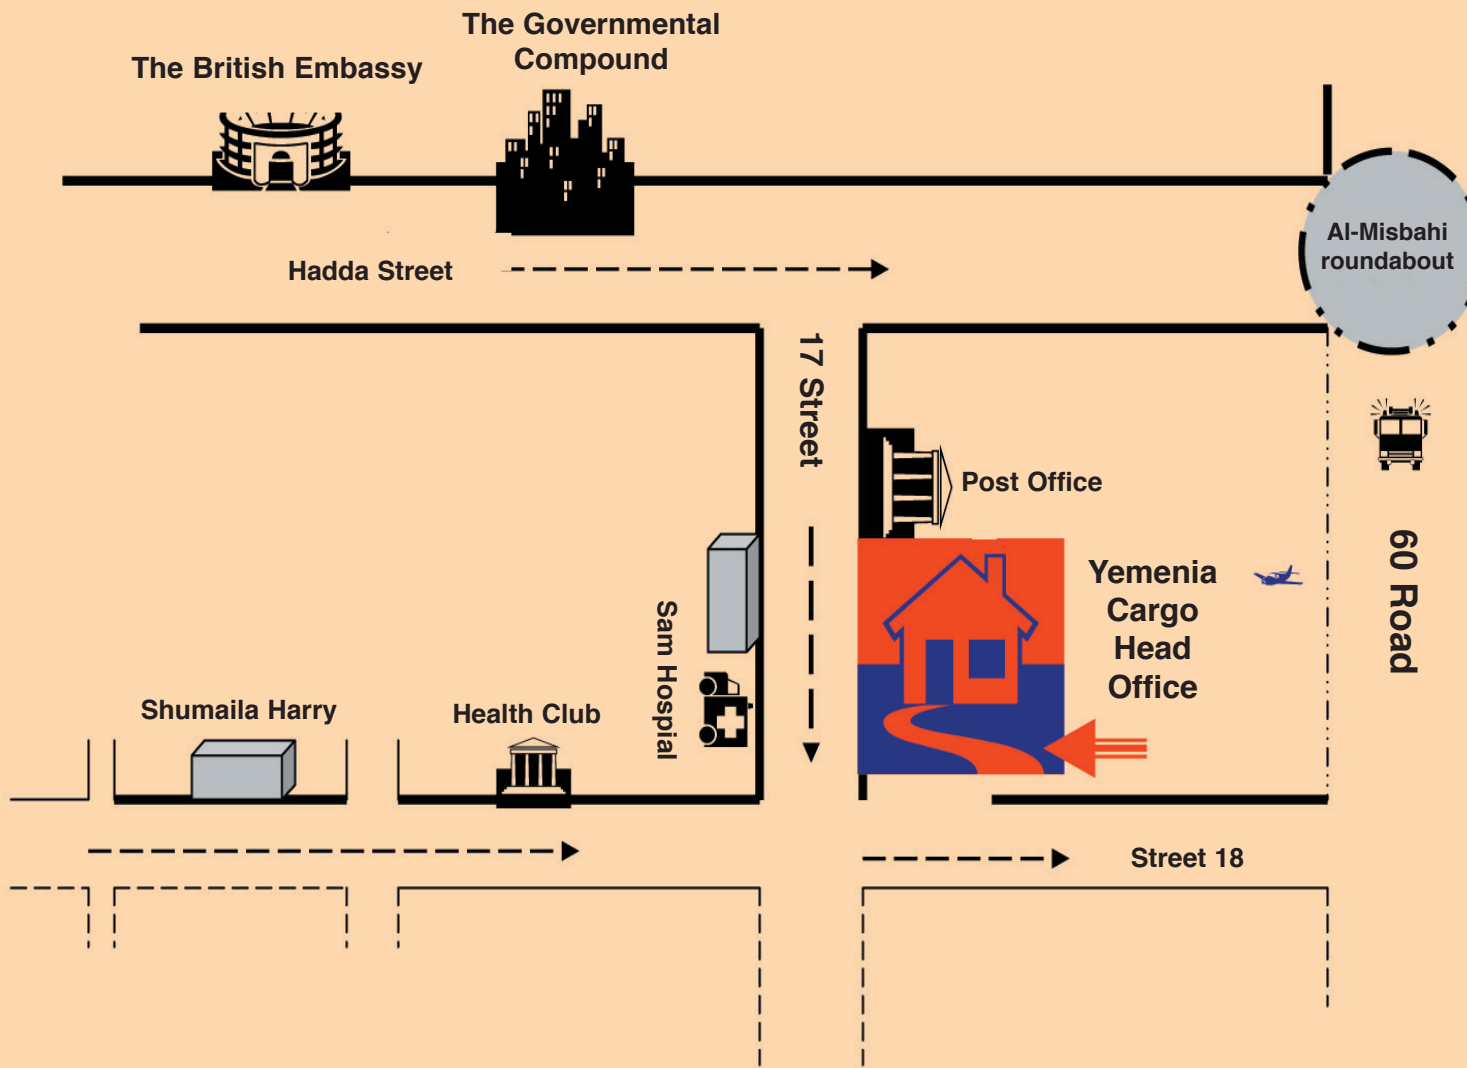 The British Embassy
The Governmental
Compound
Al-Misbahi
roundabout
Hadda Street
17 Street
Post Office
Yemenia
Cargo
Head
Office
60 Road
Sam Hospial
Shumaila Harry
Health Club
Street 18